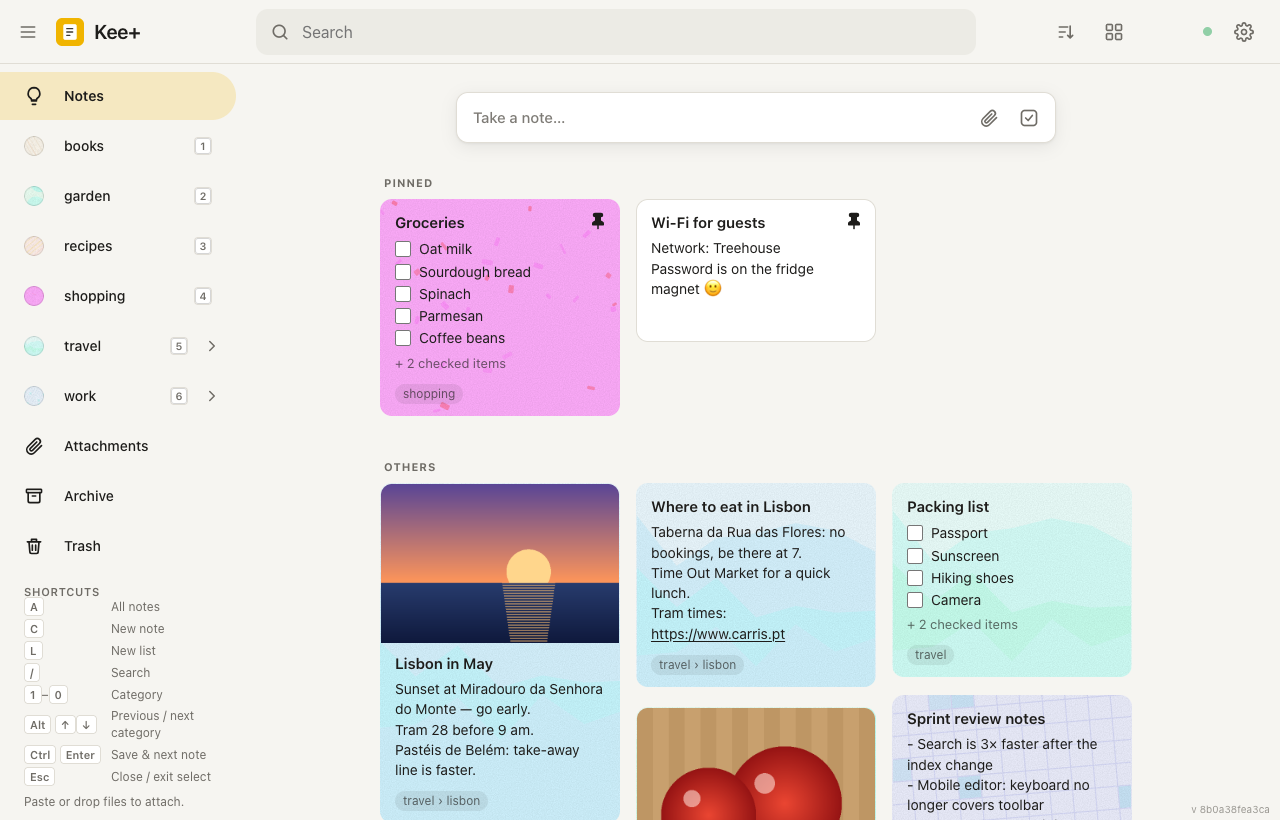 Kee+
Search
Notes
books 1
garden 2
recipes 3
shopping 4
travel 5
work 6
Attachments
Archive
Trash
SHORTCUTS
A All notes
C New note
L New list
/ Search
1 – 0 Category
Alt ↑ ↓ Previous / next
category
Ctrl Enter Save & next note
Esc Close / exit select
Paste or drop files to attach.
Take a note...
PINNED
Groceries
Oat milk
Sourdough bread
Spinach
Parmesan
Coffee beans
+ 2 checked items
shopping
Wi-Fi for guests
Network: Treehouse
Password is on the fridge
magnet 🙂
OTHERS
Lisbon in May
Sunset at Miradouro da Senhora
do Monte — go early.
Tram 28 before 9 am.
Pastéis de Belém: take-away
line is faster.
travel › lisbon
Where to eat in Lisbon
Taberna da Rua das Flores: no
bookings, be there at 7.
Time Out Market for a quick
lunch.
Tram times:
https://www.carris.pt
travel › lisbon
Packing list
Passport
Sunscreen
Hiking shoes
Camera
+ 2 checked items
travel
Sprint review notes
- Search is 3× faster after the
index change
- Mobile editor: keyboard no
longer covers toolbar
v 8b0a38fea3ca